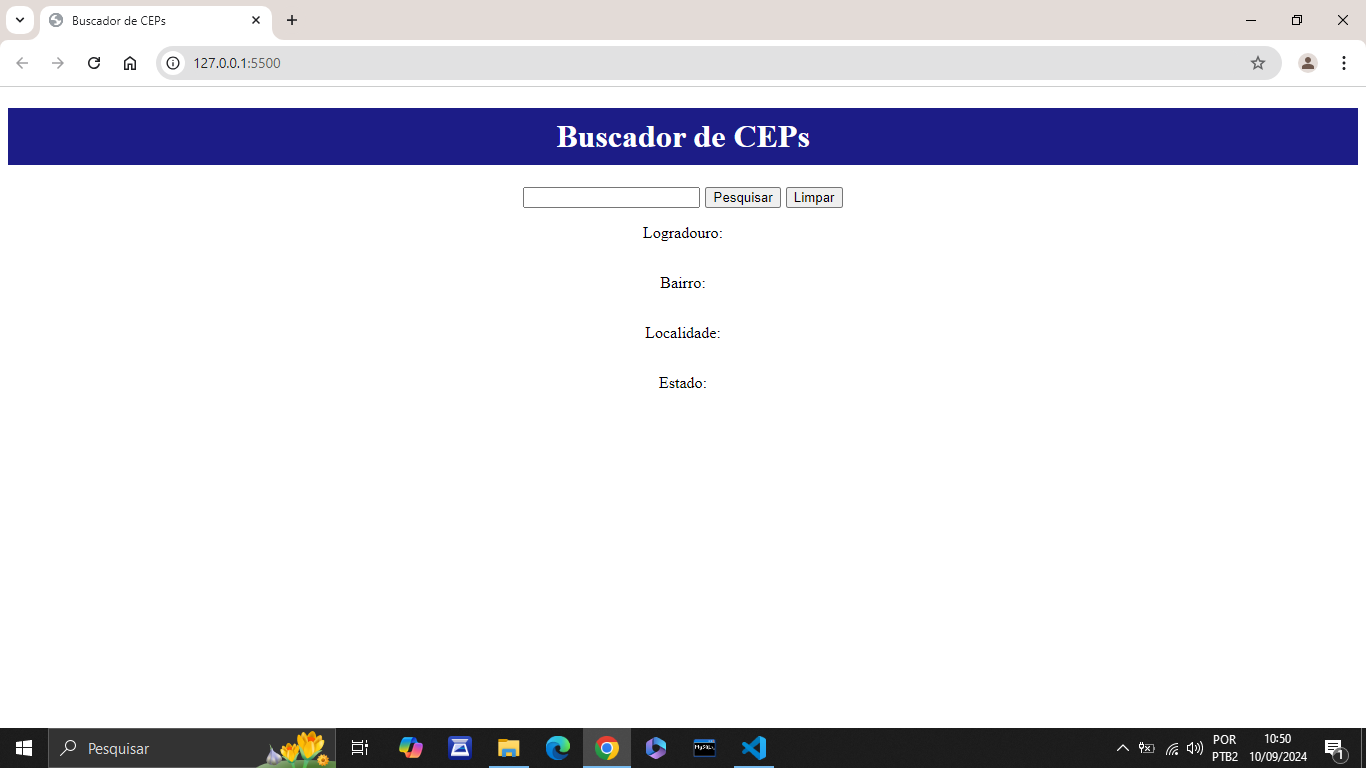 Buscador de CEPs
127.0.0.1:5500
Buscador de CEPs
Pesquisar Limpar
Logradouro:
Bairro:
Localidade:
Estado:
Pesquisar
MySQL
POR
PTB2
10:50
10/09/2024
1